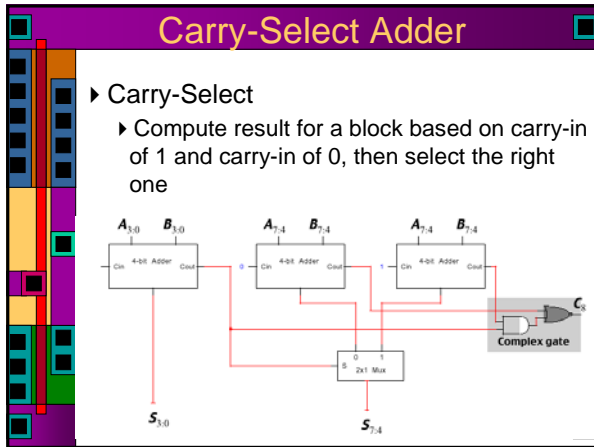 Carry-Select Adder
Carry-Select
Compute result for a block based on carry-in
of 1 and carry-in of 0, then select the right
one
A3:0 B3:0 A7:4 B7:4 A7:4 B7:4
Cin 4-bit Adder Cout 0 Cin 4-bit Adder Cout 1 Cin 4-bit Adder Cout
C8
Complex gate
0 1
S 2x1 Mux
S3:0 S7:4